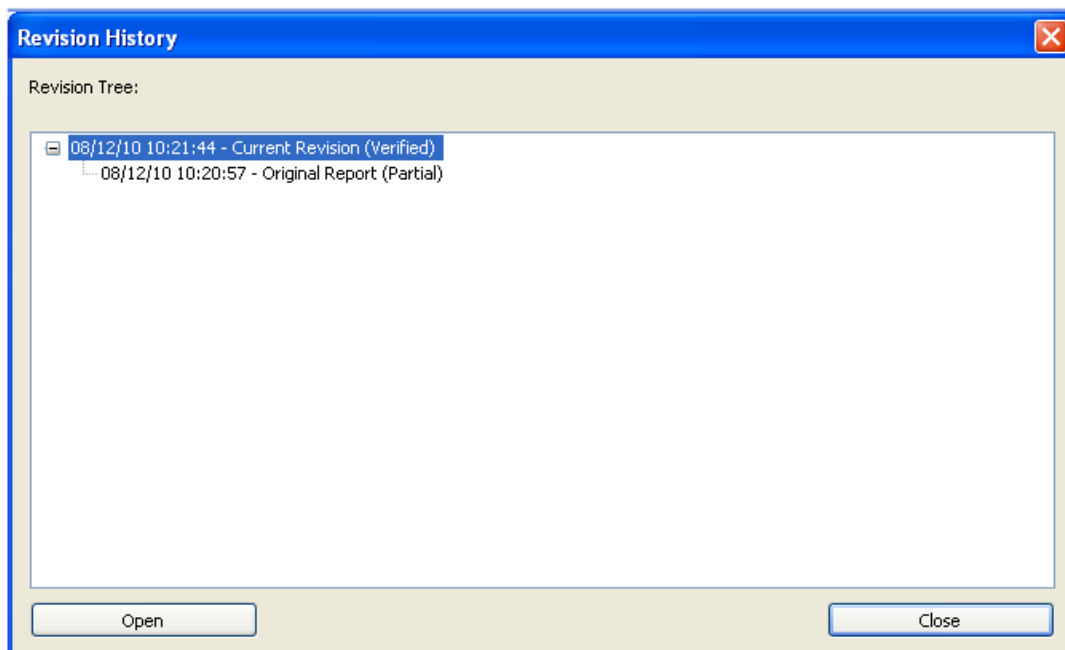 Revision History
Revision Tree:
08/12/10 10:21:44 - Current Revision (Verified)
08/12/10 10:20:57 - Original Report (Partial)
Open
Close